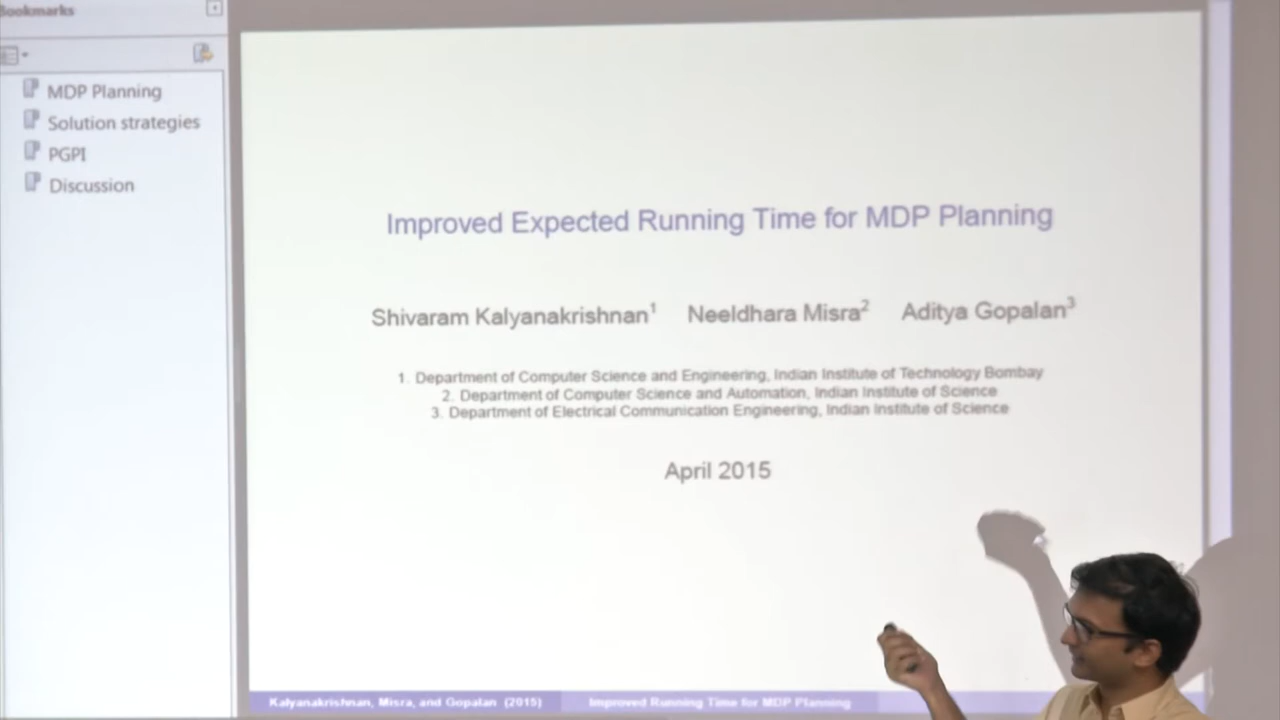 Bookmarks
MDP Planning
Solution strategies
PGPI
Discussion
Improved Expected Running Time for MDP Planning
Shivaram Kalyanakrishnan1 Neeldhara Misra2 Aditya Gopalan3
1. Department of Computer Science and Engineering, Indian Institute of Technology Bombay
2. Department of Computer Science and Automation, Indian Institute of Science
3. Department of Electrical Communication Engineering, Indian Institute of Science
April 2015
Kalyanakrishnan, Misra, and Gopalan (2015) Improved Running Time for MDP Planning